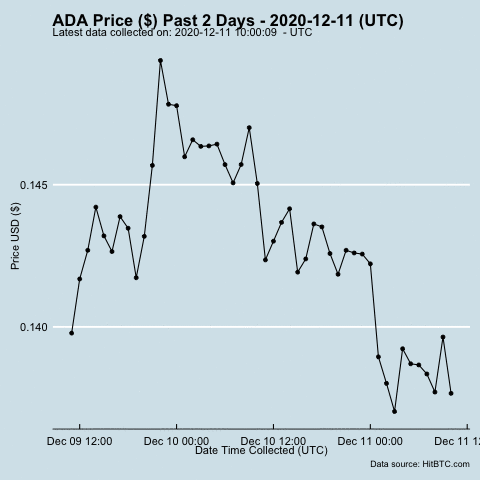 ADA Price ($) Past 2 Days - 2020-12-11 (UTC)
Latest data collected on: 2020-12-11 10:00:09 - UTC
Price USD ($)
0.145
0.140
Dec 09 12:00 Dec 10 00:00 Dec 10 12:00 Dec 11 00:00 Dec 11 12
Date Time Collected (UTC)
Data source: HitBTC.com